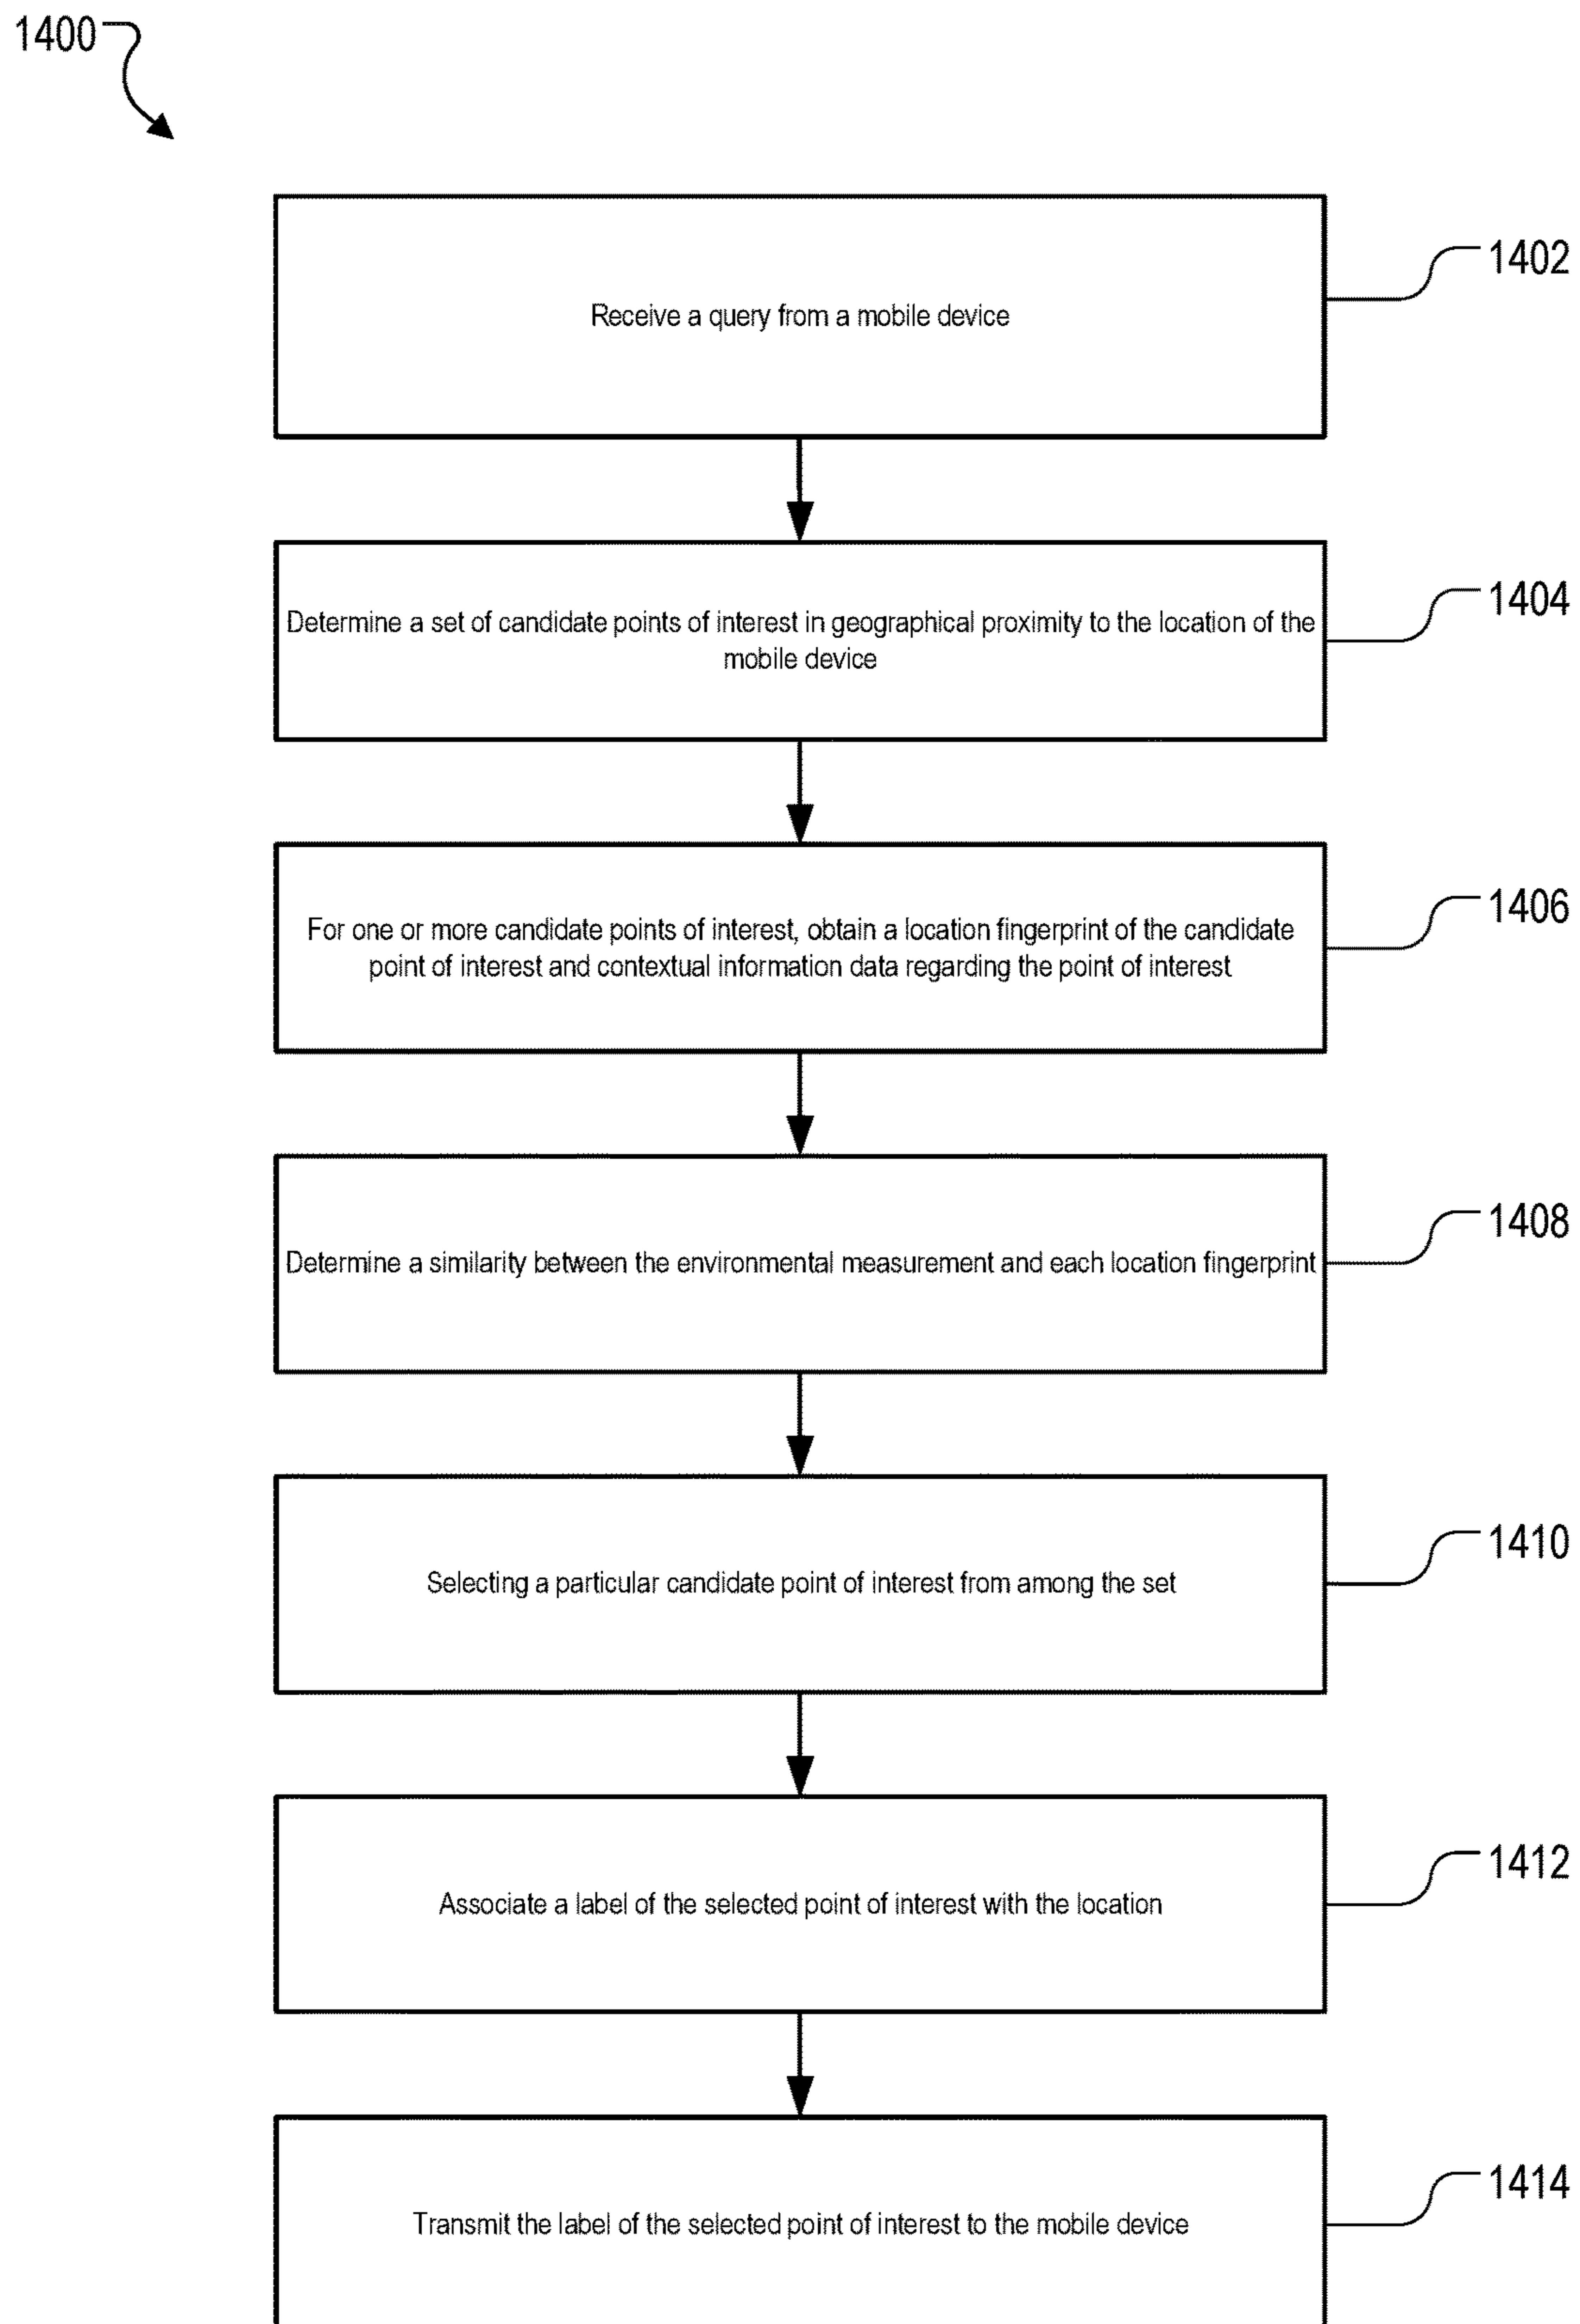 1400
Receive a query from a mobile device
1402
Determine a set of candidate points of interest in geographical proximity to the location of the
mobile device
1404
For one or more candidate points of interest, obtain a location fingerprint of the candidate
point of interest and contextual information data regarding the point of interest
1406
Determine a similarity between the environmental measurement and each location fingerprint
1408
Selecting a particular candidate point of interest from among the set
1410
Associate a label of the selected point of interest with the location
1412
Transmit the label of the selected point of interest to the mobile device
1414